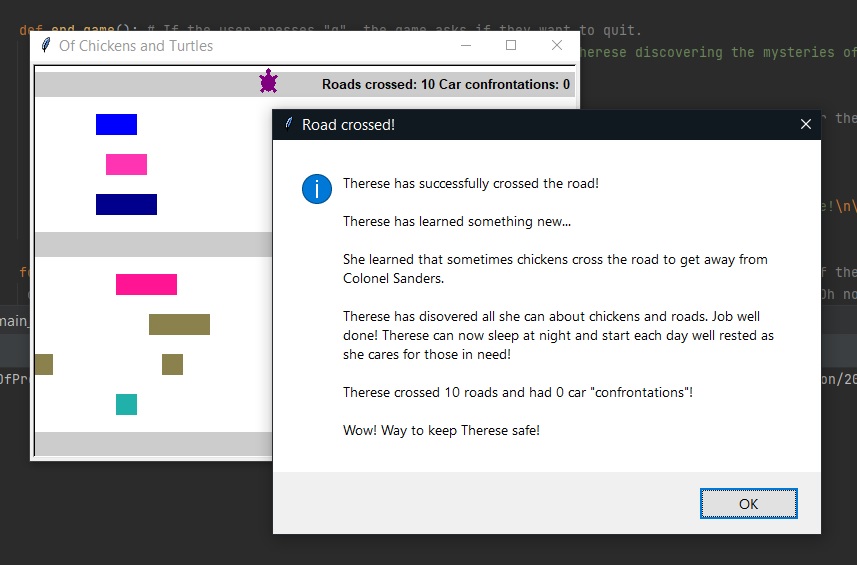 def end_game(): # If the user presses "q", the game asks if they want to quit.
Of Chickens and Turtles
herese discovering the mysteries of
Roads crossed: 10 Car confrontations: 0
Road crossed!
the
Therese has successfully crossed the road!
Therese has learned something new...
e!\n\
She learned that sometimes chickens cross the road to get away from
Colonel Sanders.
fo
f the
Oh no
Therese has disovered all she can about chickens and roads. Job well
done! Therese can now sleep at night and start each day well rested as
she cares for those in need!
main_
OfPr
on/20
Therese crossed 10 roads and had 0 car "confrontations"!
Wow! Way to keep Therese safe!
OK